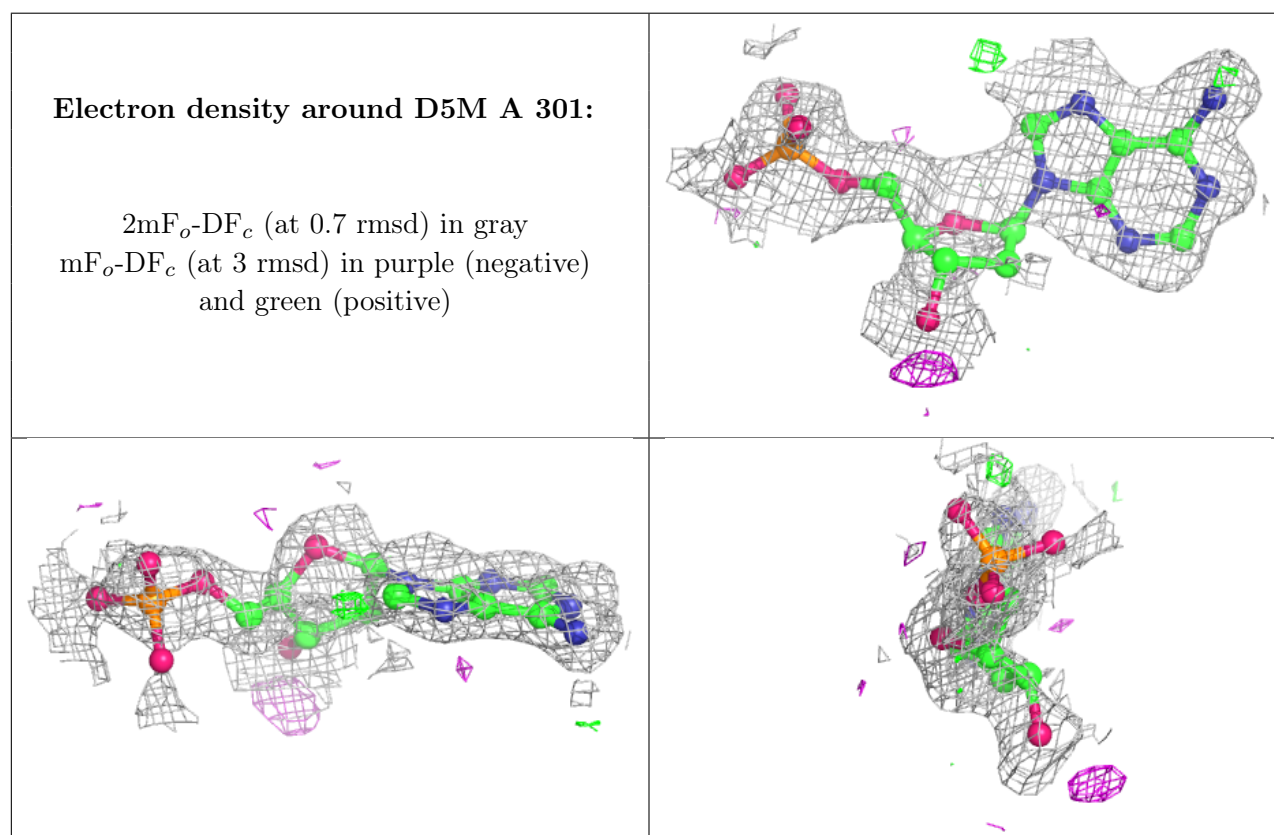 Electron density around D5M A 301:
2mFo-DFc (at 0.7 rmsd) in gray
mFo-DFc (at 3 rmsd) in purple (negative)
and green (positive)